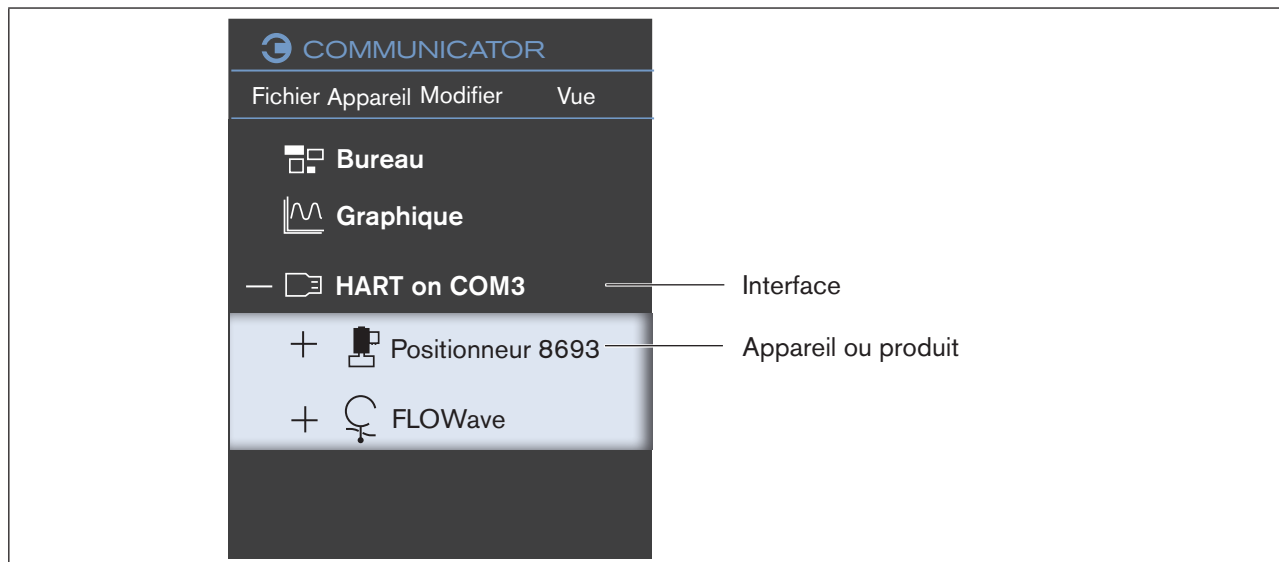 COMMUNICATOR
Fichier Appareil Modifier Vue
Bureau
Graphique
HART on COM3
Interface
Positionneur 8693
Appareil ou produit
FLOWave